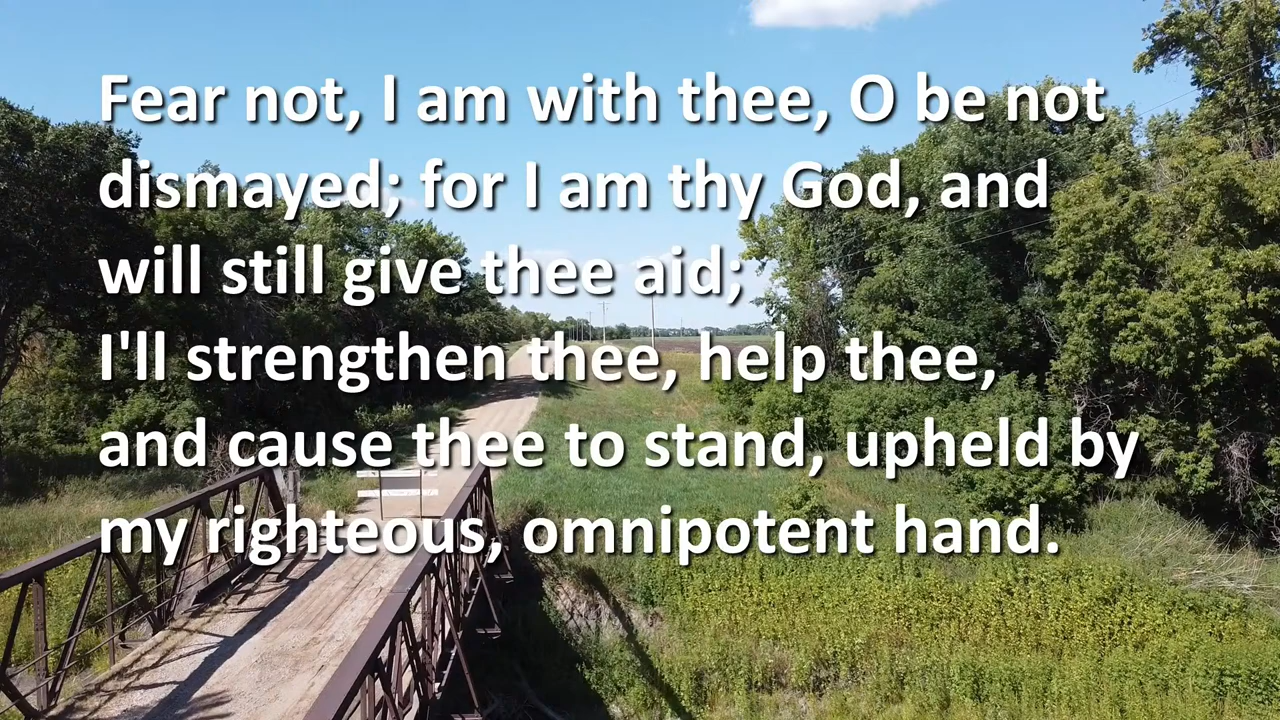 Fear not, I am with thee, O be not
dismayed; for I am thy God, and
will still give thee aid;
I'll strengthen thee, help thee,
and cause thee to stand, upheld by
my righteous, omnipotent hand.